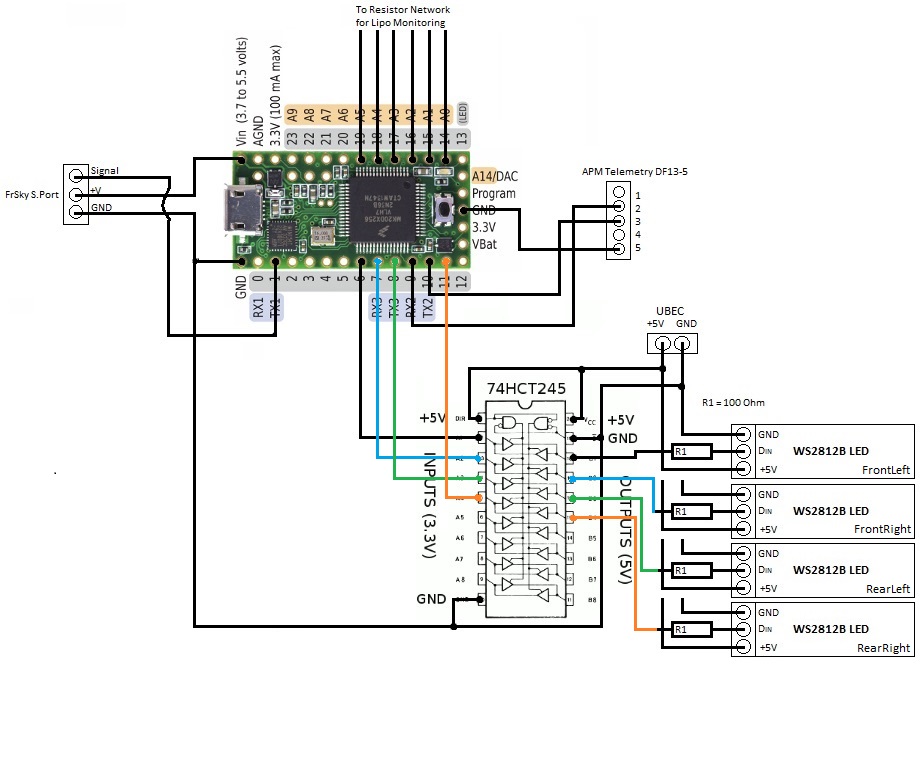 To Resistor Network
for Lipo Monitoring
Vin (3.7 to 5.5 volts)
AGND
3.3V (100 mA max)
23 A9
22 A8
21 A7
20 A6
19 A5
18 A4
17 A3
16 A2
15 A1
14 A0
13 (LED)
A14/DAC
Program
GND
3.3V
VBat
FrSky S.Port
Signal
+V
GND
APM Telemetry DF13-5
1
2
3
4
5
GND
0 RX1
1 TX1
2
3
4
5
6
7 RX3
8 TX3
9 RX2
10 TX2
11
12
UBEC
+5V GND
74HCT245
+5V DIR
VCC +5V
GND
INPUTS (3.3V)
OUTPUTS (5V)
A5
A6
A7
A8
B5
B6
B7
B8
GND
R1 = 100 Ohm
GND
R1 DIN WS2812B LED
+5V FrontLeft
GND
R1 DIN WS2812B LED
+5V FrontRight
GND
R1 DIN WS2812B LED
+5V RearLeft
GND
R1 DIN WS2812B LED
+5V RearRight